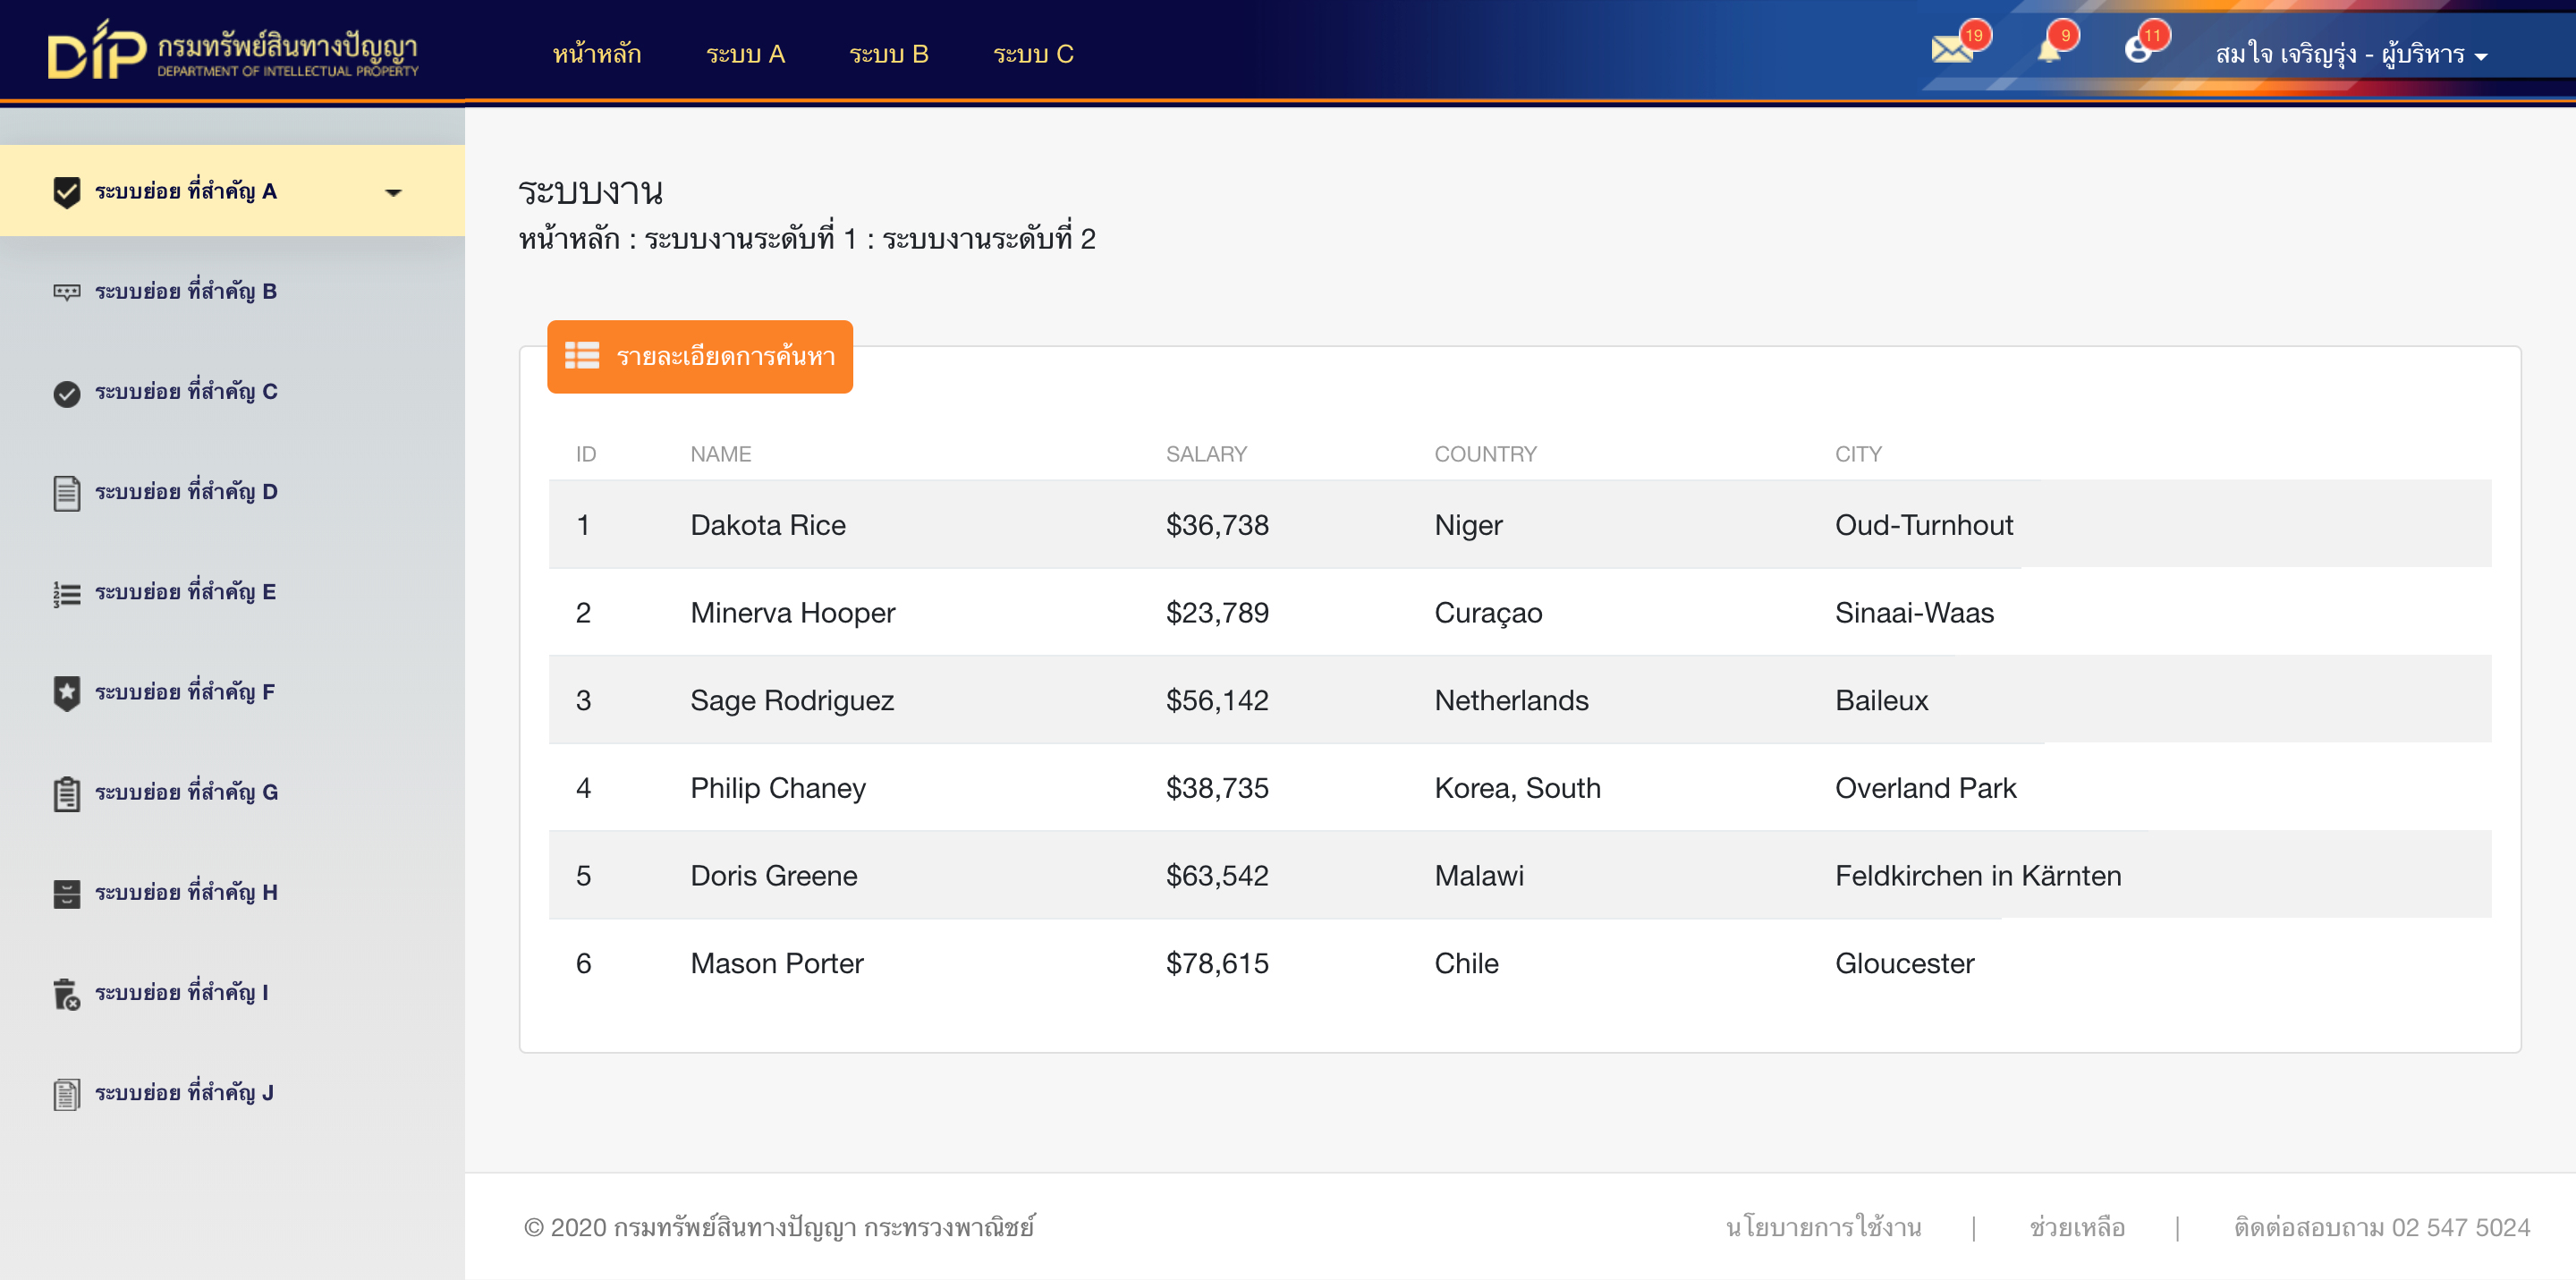 DIP กรมทรัพย์สินทางปัญญา
DEPARTMENT OF INTELLECTUAL PROPERTY
หน้าหลัก ระบบ A ระบบ B ระบบ C
19 9 11 สมใจ เจริญรุ่ง - ผู้บริหาร
ระบบย่อย ที่สำคัญ A
ระบบย่อย ที่สำคัญ B
ระบบย่อย ที่สำคัญ C
ระบบย่อย ที่สำคัญ D
ระบบย่อย ที่สำคัญ E
ระบบย่อย ที่สำคัญ F
ระบบย่อย ที่สำคัญ G
ระบบย่อย ที่สำคัญ H
ระบบย่อย ที่สำคัญ I
ระบบย่อย ที่สำคัญ J
ระบบงาน
หน้าหลัก : ระบบงานระดับที่ 1 : ระบบงานระดับที่ 2
รายละเอียดการค้นหา
ID NAME SALARY COUNTRY CITY
1 Dakota Rice $36,738 Niger Oud-Turnhout
2 Minerva Hooper $23,789 Curaçao Sinaai-Waas
3 Sage Rodriguez $56,142 Netherlands Baileux
4 Philip Chaney $38,735 Korea, South Overland Park
5 Doris Greene $63,542 Malawi Feldkirchen in Kärnten
6 Mason Porter $78,615 Chile Gloucester
© 2020 กรมทรัพย์สินทางปัญญา กระทรวงพาณิชย์
นโยบายการใช้งาน | ช่วยเหลือ | ติดต่อสอบถาม 02 547 5024